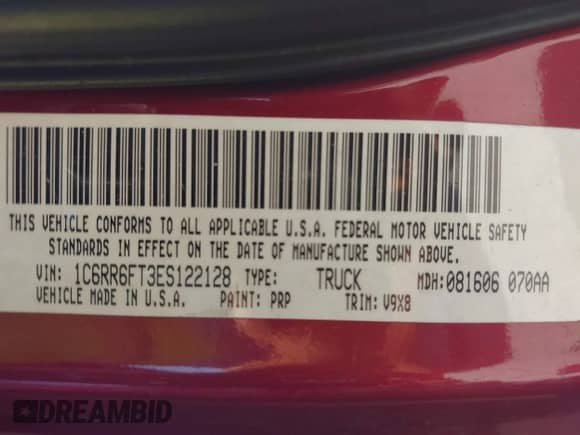 THIS VEHICLE CONFORMS TO ALL APPLICABLE U.S.A. FEDERAL MOTOR VEHICLE SAFETY
STANDARDS IN EFFECT ON THE DATE OF MANUFACTURE SHOWN ABOVE.
VIN: 1C6RR6FT3ES122128 TYPE: TRUCK MDH:081606 070AA
VEHICLE MADE IN U.S.A. PAINT: PRP TRIM: V9X8
DREAMBID